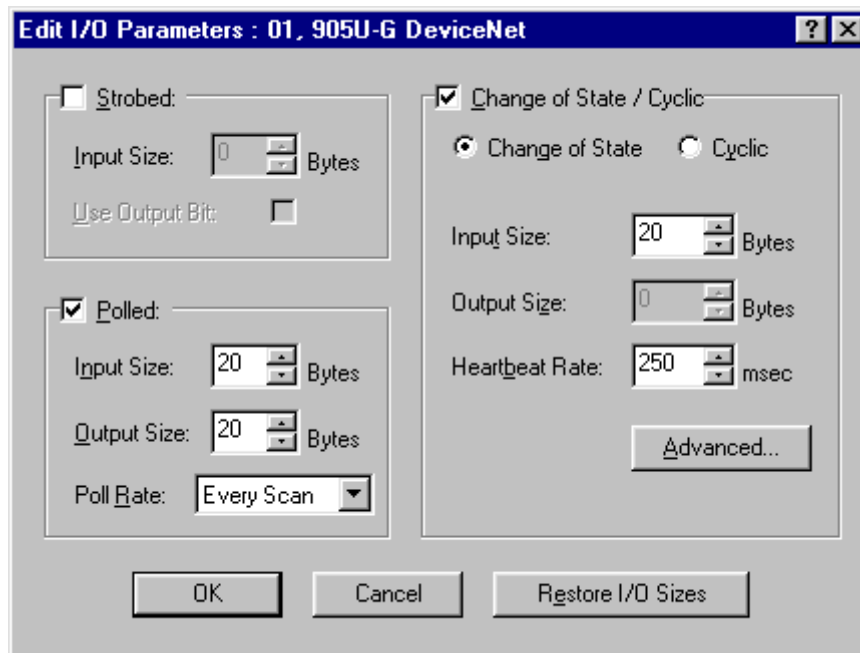 Edit I/O Parameters : 01, 905U-G DeviceNet
Strobed:
Input Size: 0 Bytes
Use Output Bit:
Polled:
Input Size: 20 Bytes
Output Size: 20 Bytes
Poll Rate: Every Scan
Change of State / Cyclic
Change of State Cyclic
Input Size: 20 Bytes
Output Size: 0 Bytes
Heartbeat Rate: 250 msec
Advanced...
OK Cancel Restore I/O Sizes